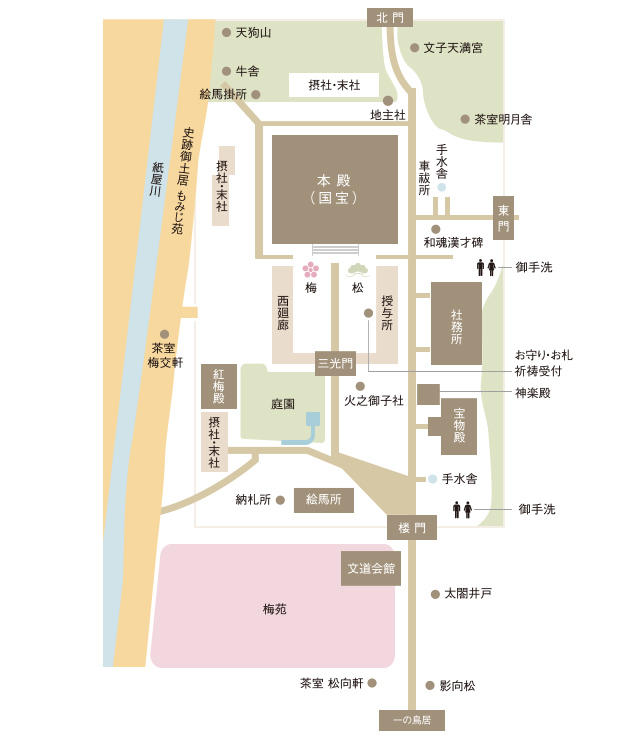 北門
天狗山
文子天満宮
牛舎
摂社・末社
絵馬掛所
地主社
茶室明月舎
史跡御土居 もみじ苑
紙屋川
手水舎
車祓所
摂社・末社
本殿
(国宝)
東門
和魂漢才碑
御手洗
梅
松
西廻廊
授与所
社務所
茶室
梅交軒
三光門
お守り・お札
祈祷受付
紅梅殿
庭園
火之御子社
神楽殿
宝物殿
摂社・末社
手水舎
納札所
絵馬所
御手洗
楼門
文道会館
太閤井戸
梅苑
茶室 松向軒
影向松
一の鳥居